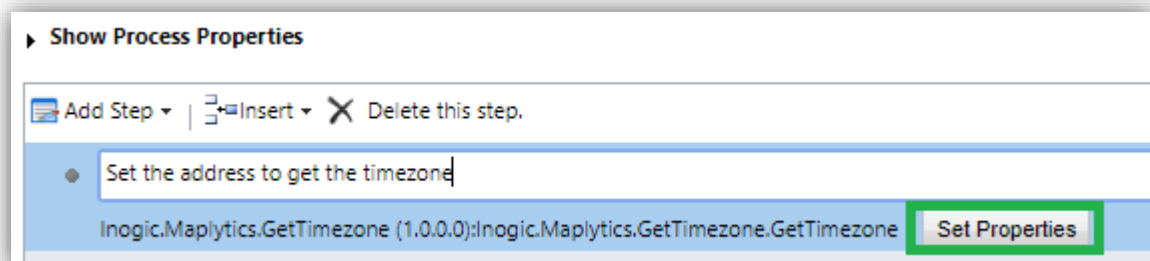 Show Process Properties
Add Step Insert Delete this step.
Set the address to get the timezone
Inogic.Maplytics.GetTimezone (1.0.0.0):Inogic.Maplytics.GetTimezone.GetTimezone Set Properties